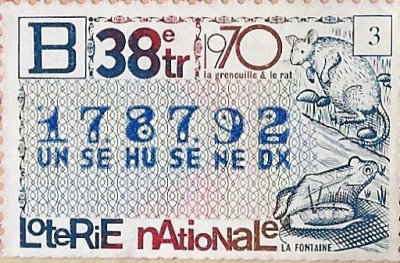 B 38e tr 1970 3
la grenouille & le rat
178792
UN SE HU SE NE DX
LoteRiE nAtioNaLe
LA FONTAINE